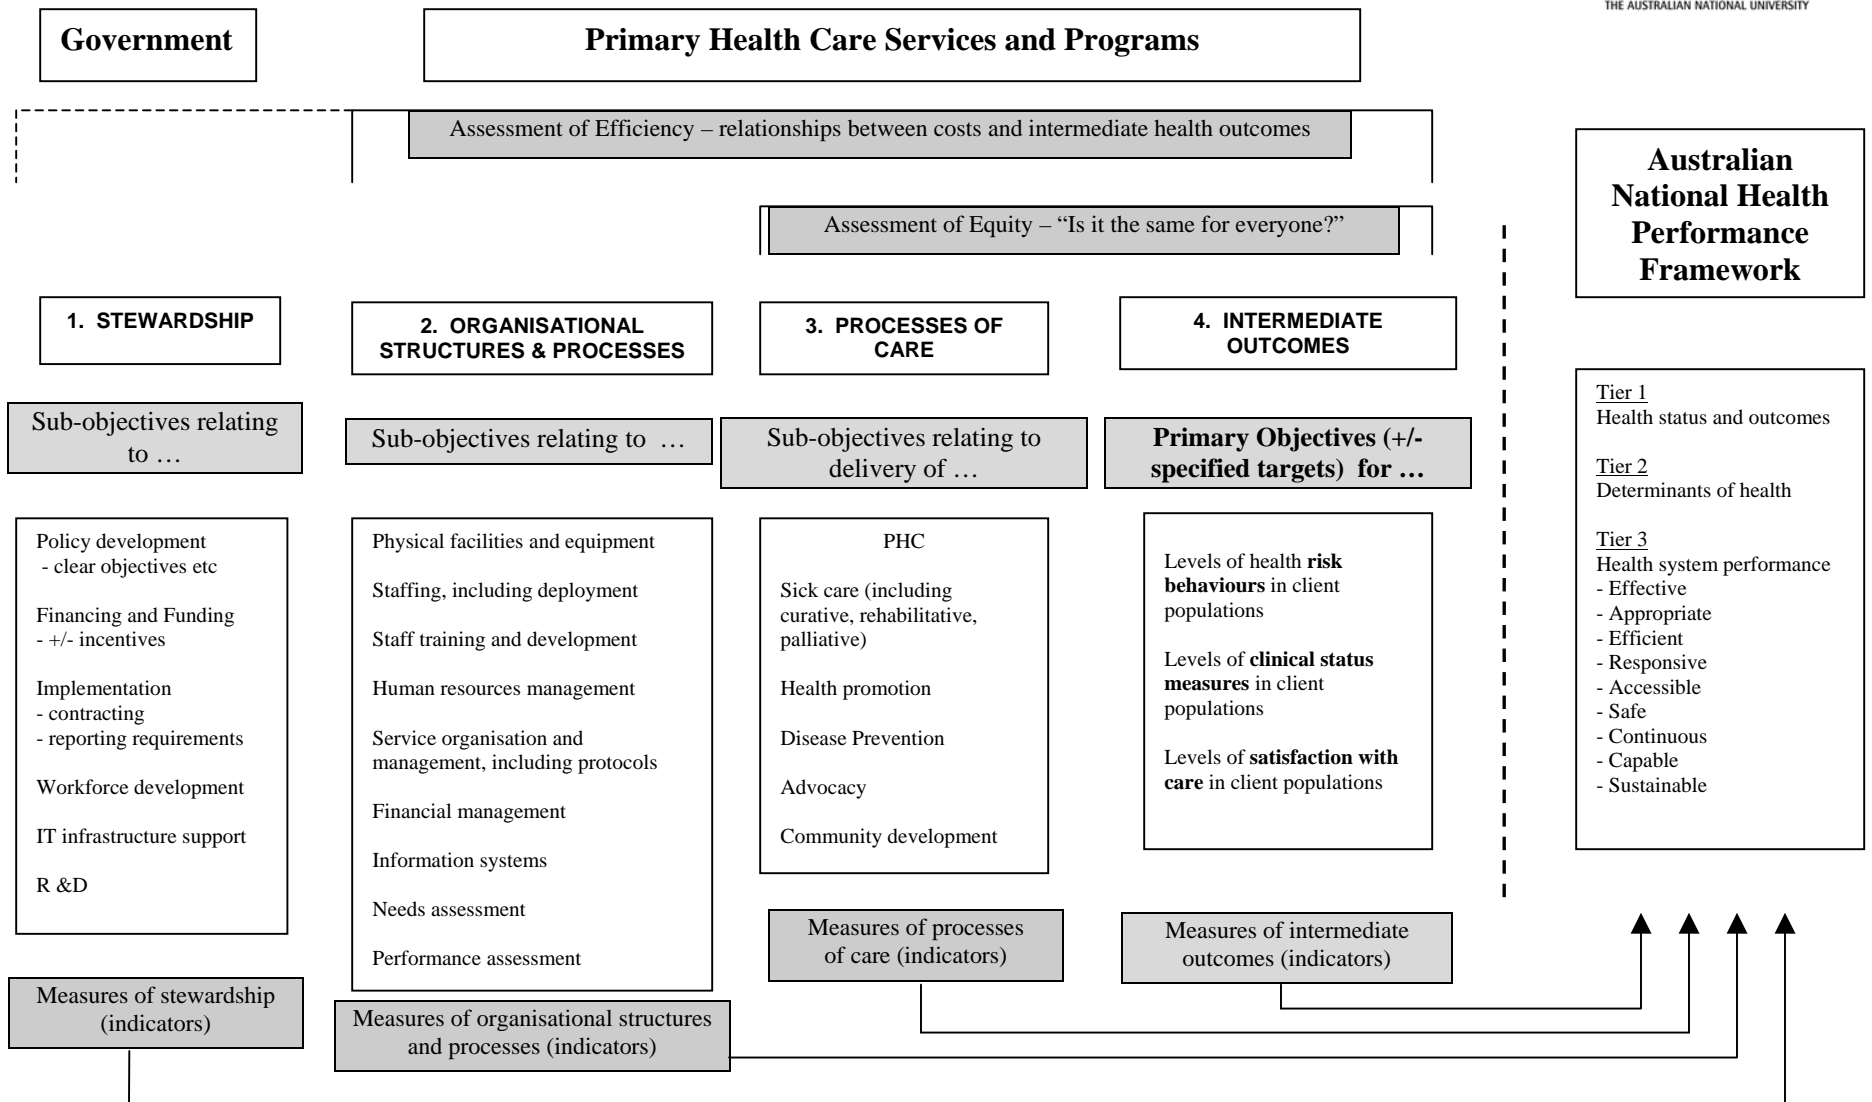 THE AUSTRALIAN NATIONAL UNIVERSITY
Government
Primary Health Care Services and Programs
Assessment of Efficiency – relationships between costs and intermediate health outcomes
Assessment of Equity – “Is it the same for everyone?”
Australian
National Health
Performance
Framework
1. STEWARDSHIP
2. ORGANISATIONAL
STRUCTURES & PROCESSES
3. PROCESSES OF
CARE
4. INTERMEDIATE
OUTCOMES
Sub-objectives relating
to …
Sub-objectives relating to …
Sub-objectives relating to
delivery of …
Primary Objectives (+/-
specified targets) for …
Policy development
- clear objectives etc
Financing and Funding
- +/- incentives
Implementation
- contracting
- reporting requirements
Workforce development
IT infrastructure support
R &D
Physical facilities and equipment
Staffing, including deployment
Staff training and development
Human resources management
Service organisation and
management, including protocols
Financial management
Information systems
Needs assessment
Performance assessment
PHC
Sick care (including
curative, rehabilitative,
palliative)
Health promotion
Disease Prevention
Advocacy
Community development
Levels of health risk
behaviours in client
populations
Levels of clinical status
measures in client
populations
Levels of satisfaction with
care in client populations
Tier 1
Health status and outcomes
Tier 2
Determinants of health
Tier 3
Health system performance
- Effective
- Appropriate
- Efficient
- Responsive
- Accessible
- Safe
- Continuous
- Capable
- Sustainable
Measures of stewardship
(indicators)
Measures of organisational structures
and processes (indicators)
Measures of processes
of care (indicators)
Measures of intermediate
outcomes (indicators)